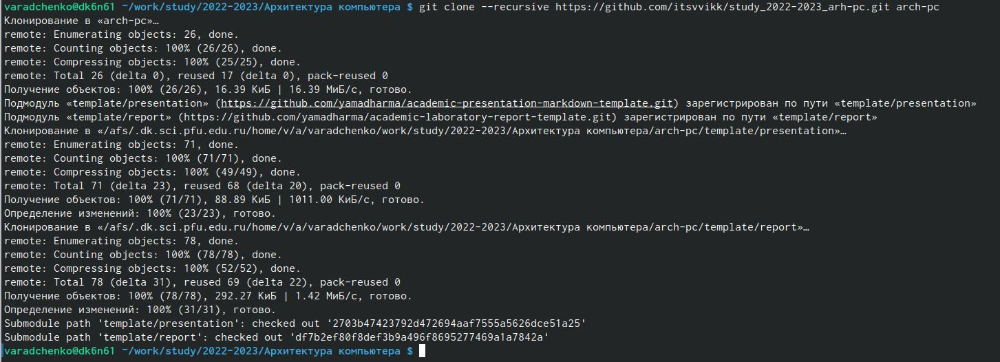 varadchenko@dk6n61 ~/work/study/2022-2023/Архитектура компьютера $ git clone --recursive https://github.com/itsvvikk/study_2022-2023_arh-pc.git arch-pc
Клонирование в «arch-pc»…
remote: Enumerating objects: 26, done.
remote: Counting objects: 100% (26/26), done.
remote: Compressing objects: 100% (25/25), done.
remote: Total 26 (delta 0), reused 17 (delta 0), pack-reused 0
Получение объектов: 100% (26/26), 16.39 КиБ | 16.39 МиБ/с, готово.
Подмодуль «template/presentation» (https://github.com/yamadharma/academic-presentation-markdown-template.git) зарегистрирован по пути «template/presentation»
Подмодуль «template/report» (https://github.com/yamadharma/academic-laboratory-report-template.git) зарегистрирован по пути «template/report»
Клонирование в «/afs/.dk.sci.pfu.edu.ru/home/v/a/varadchenko/work/study/2022-2023/Архитектура компьютера/arch-pc/template/presentation»…
remote: Enumerating objects: 71, done.
remote: Counting objects: 100% (71/71), done.
remote: Compressing objects: 100% (49/49), done.
remote: Total 71 (delta 23), reused 68 (delta 20), pack-reused 0
Получение объектов: 100% (71/71), 88.89 КиБ | 1011.00 КиБ/с, готово.
Определение изменений: 100% (23/23), готово.
Клонирование в «/afs/.dk.sci.pfu.edu.ru/home/v/a/varadchenko/work/study/2022-2023/Архитектура компьютера/arch-pc/template/report»…
remote: Enumerating objects: 78, done.
remote: Counting objects: 100% (78/78), done.
remote: Compressing objects: 100% (52/52), done.
remote: Total 78 (delta 31), reused 69 (delta 22), pack-reused 0
Получение объектов: 100% (78/78), 292.27 КиБ | 1.42 МиБ/с, готово.
Определение изменений: 100% (31/31), готово.
Submodule path 'template/presentation': checked out '2703b47423792d472694aaf7555a5626dce51a25'
Submodule path 'template/report': checked out 'df7b2ef80f8def3b9a496f8695277469a1a7842a'
varadchenko@dk6n61 ~/work/study/2022-2023/Архитектура компьютера $